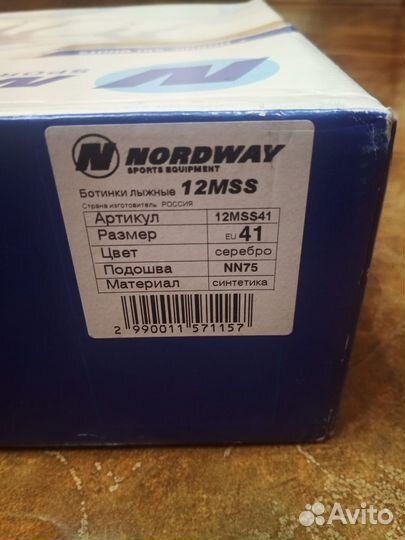 NORDWAY
SPORTS EQUIPMENT
Ботинки лыжные 12MSS
Страна изготовитель РОССИЯ
Артикул 12MSS41
Размер EU 41
Цвет серебро
Подошва NN75
Материал синтетика
2 990011 571157
Avito